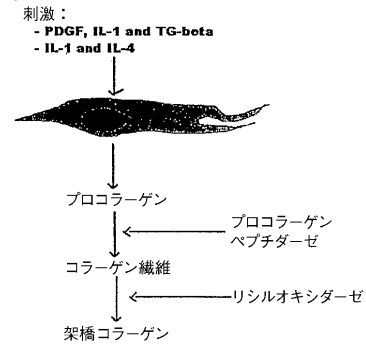 刺激：
- PDGF, IL-1 and TG-beta
- IL-1 and IL-4
プロコラーゲン
プロコラーゲン
ペプチダーゼ
コラーゲン繊維
リシルオキシダーゼ
架橋コラーゲン